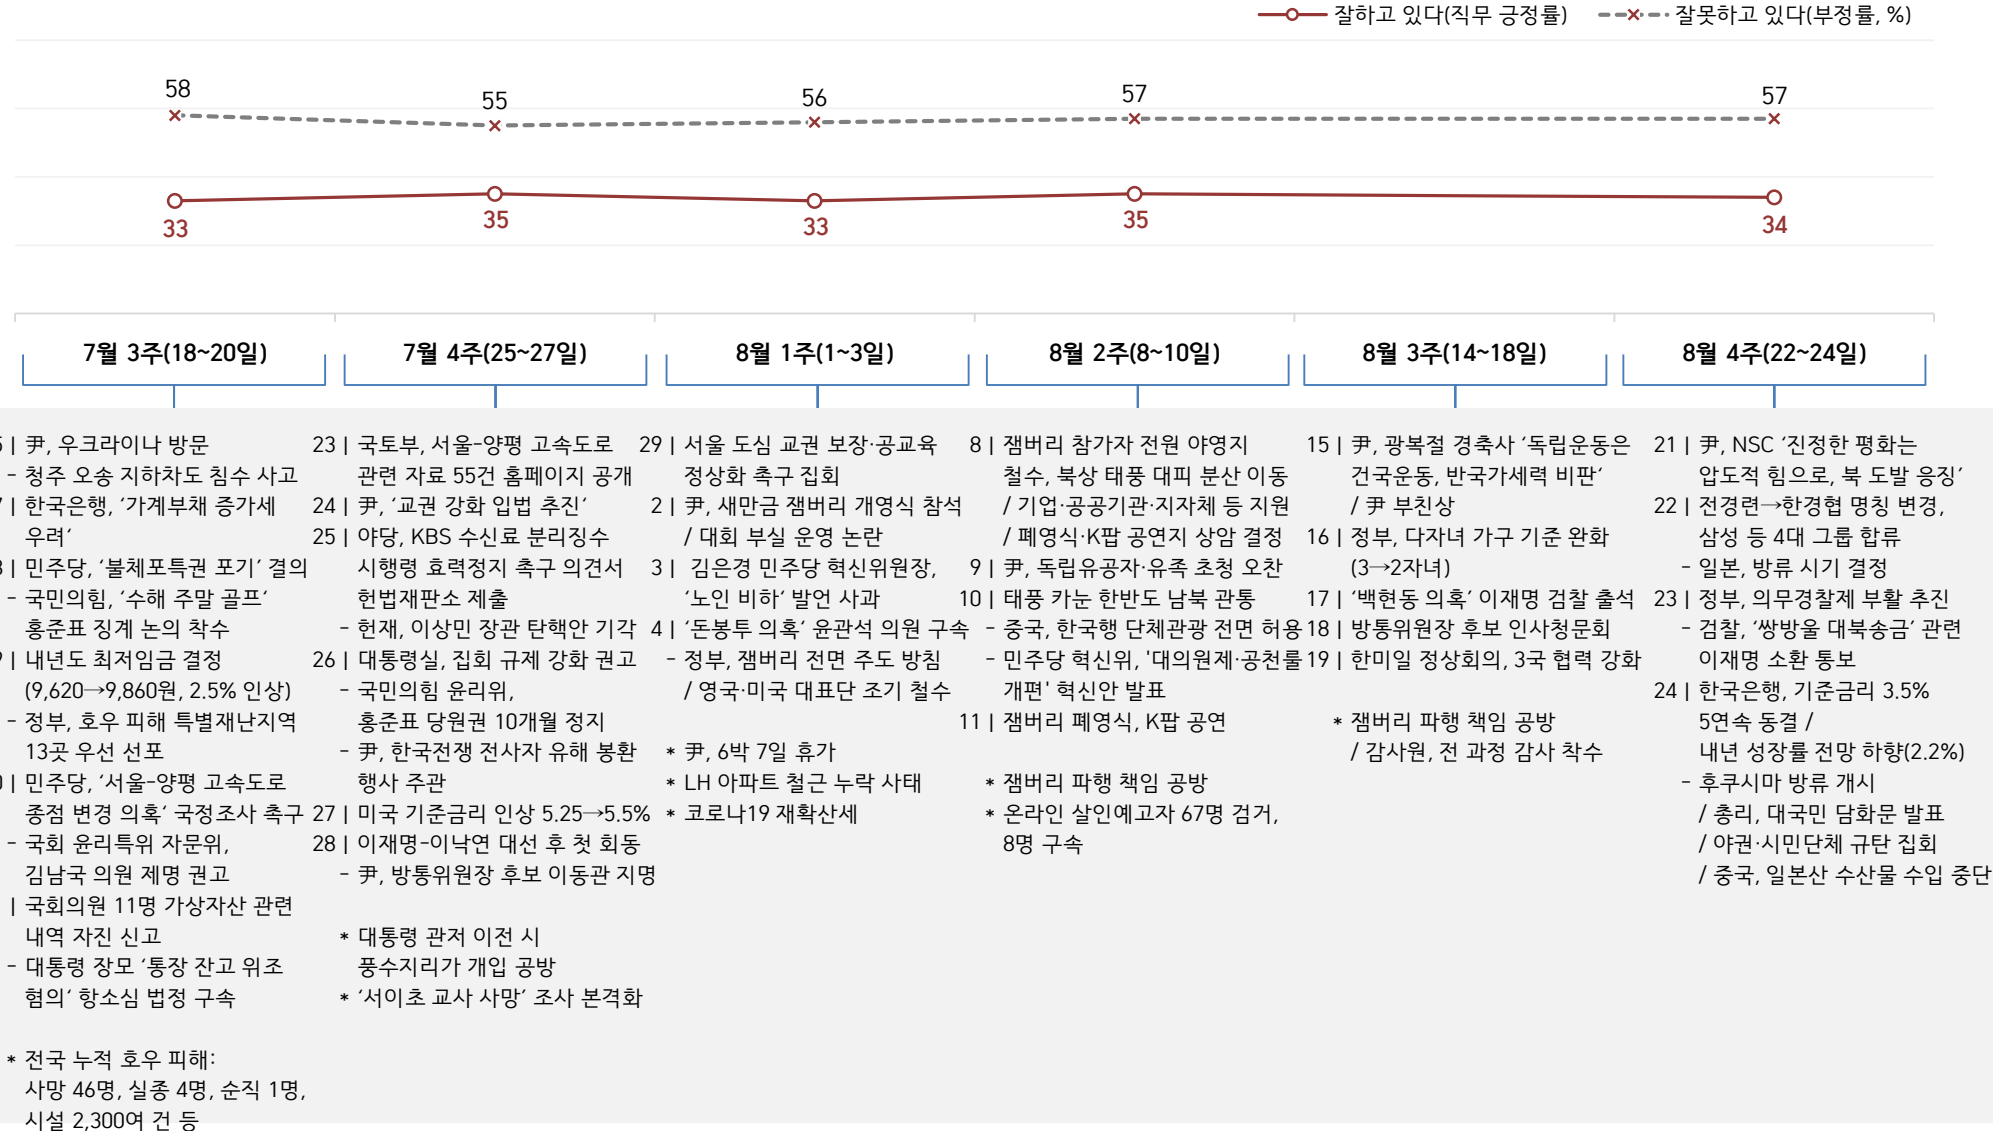 잘하고 있다(직무 긍정률)
잘못하고 있다(부정률, %)
58
55
56
57
57
33
35
33
35
34
7월 3주(18~20일)
7월 4주(25~27일)
8월 1주(1~3일)
8월 2주(8~10일)
8월 3주(14~18일)
8월 4주(22~24일)
| 尹, 우크라이나 방문
- 청주 오송 지하차도 침수 사고
| 한국은행, ‘가계부채 증가세
우려‘
| 민주당, ‘불체포특권 포기’ 결의
- 국민의힘, ‘수해 주말 골프‘
홍준표 징계 논의 착수
| 내년도 최저임금 결정
(9,620→9,860원, 2.5% 인상)
- 정부, 호우 피해 특별재난지역
13곳 우선 선포
| 민주당, ‘서울-양평 고속도로
종점 변경 의혹‘ 국정조사 촉구
- 국회 윤리특위 자문위,
김남국 의원 제명 권고
| 국회의원 11명 가상자산 관련
내역 자진 신고
- 대통령 장모 ‘통장 잔고 위조
혐의‘ 항소심 법정 구속
* 전국 누적 호우 피해:
사망 46명, 실종 4명, 순직 1명,
시설 2,300여 건 등
23 | 국토부, 서울-양평 고속도로
관련 자료 55건 홈페이지 공개
24 | 尹, ‘교권 강화 입법 추진‘
25 | 야당, KBS 수신료 분리징수
시행령 효력정지 촉구 의견서
헌법재판소 제출
- 헌재, 이상민 장관 탄핵안 기각
26 | 대통령실, 집회 규제 강화 권고
- 국민의힘 윤리위,
홍준표 당원권 10개월 정지
- 尹, 한국전쟁 전사자 유해 봉환
행사 주관
27 | 미국 기준금리 인상 5.25→5.5%
28 | 이재명-이낙연 대선 후 첫 회동
- 尹, 방통위원장 후보 이동관 지명
* 대통령 관저 이전 시
풍수지리가 개입 공방
* ‘서이초 교사 사망’ 조사 본격화
29 | 서울 도심 교권 보장·공교육
정상화 촉구 집회
2 | 尹, 새만금 잼버리 개영식 참석
/ 대회 부실 운영 논란
3 | 김은경 민주당 혁신위원장,
‘노인 비하‘ 발언 사과
4 | ‘돈봉투 의혹‘ 윤관석 의원 구속
- 정부, 잼버리 전면 주도 방침
/ 영국·미국 대표단 조기 철수
* 尹, 6박 7일 휴가
* LH 아파트 철근 누락 사태
* 코로나19 재확산세
8 | 잼버리 참가자 전원 야영지
철수, 북상 태풍 대피 분산 이동
/ 기업·공공기관·지자체 등 지원
/ 폐영식·K팝 공연지 상암 결정
9 | 尹, 독립유공자·유족 초청 오찬
10 | 태풍 카눈 한반도 남북 관통
- 중국, 한국행 단체관광 전면 허용
- 민주당 혁신위, '대의원제·공천룰
개편' 혁신안 발표
11 | 잼버리 폐영식, K팝 공연
* 잼버리 파행 책임 공방
* 온라인 살인예고자 67명 검거,
8명 구속
15 | 尹, 광복절 경축사 ‘독립운동은
건국운동, 반국가세력 비판‘
/ 尹 부친상
16 | 정부, 다자녀 가구 기준 완화
(3→2자녀)
17 | ‘백현동 의혹’ 이재명 검찰 출석
18 | 방통위원장 후보 인사청문회
19 | 한미일 정상회의, 3국 협력 강화
* 잼버리 파행 책임 공방
/ 감사원, 전 과정 감사 착수
21 | 尹, NSC ‘진정한 평화는
압도적 힘으로, 북 도발 응징’
22 | 전경련→한경협 명칭 변경,
삼성 등 4대 그룹 합류
- 일본, 방류 시기 결정
23 | 정부, 의무경찰제 부활 추진
- 검찰, ‘쌍방울 대북송금’ 관련
이재명 소환 통보
24 | 한국은행, 기준금리 3.5%
5연속 동결 /
내년 성장률 전망 하향(2.2%)
- 후쿠시마 방류 개시
/ 총리, 대국민 담화문 발표
/ 야권·시민단체 규탄 집회
/ 중국, 일본산 수산물 수입 중단